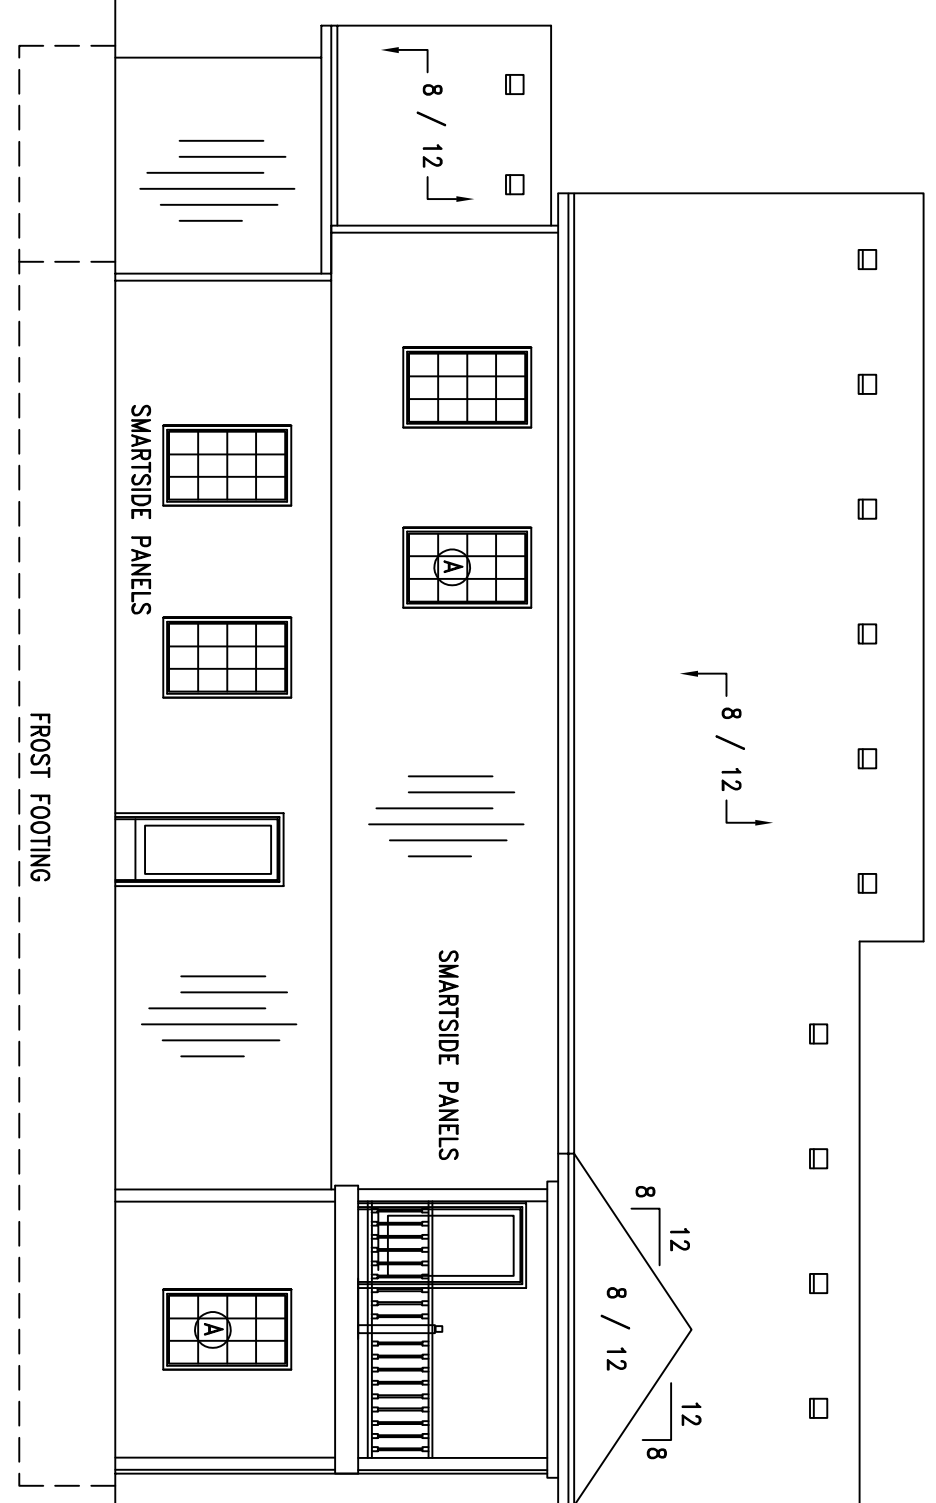 8 / 12
8 / 12
8
12
8 / 12
12
8
A
SMARTSIDE PANELS
SMARTSIDE PANELS
A
FROST FOOTING